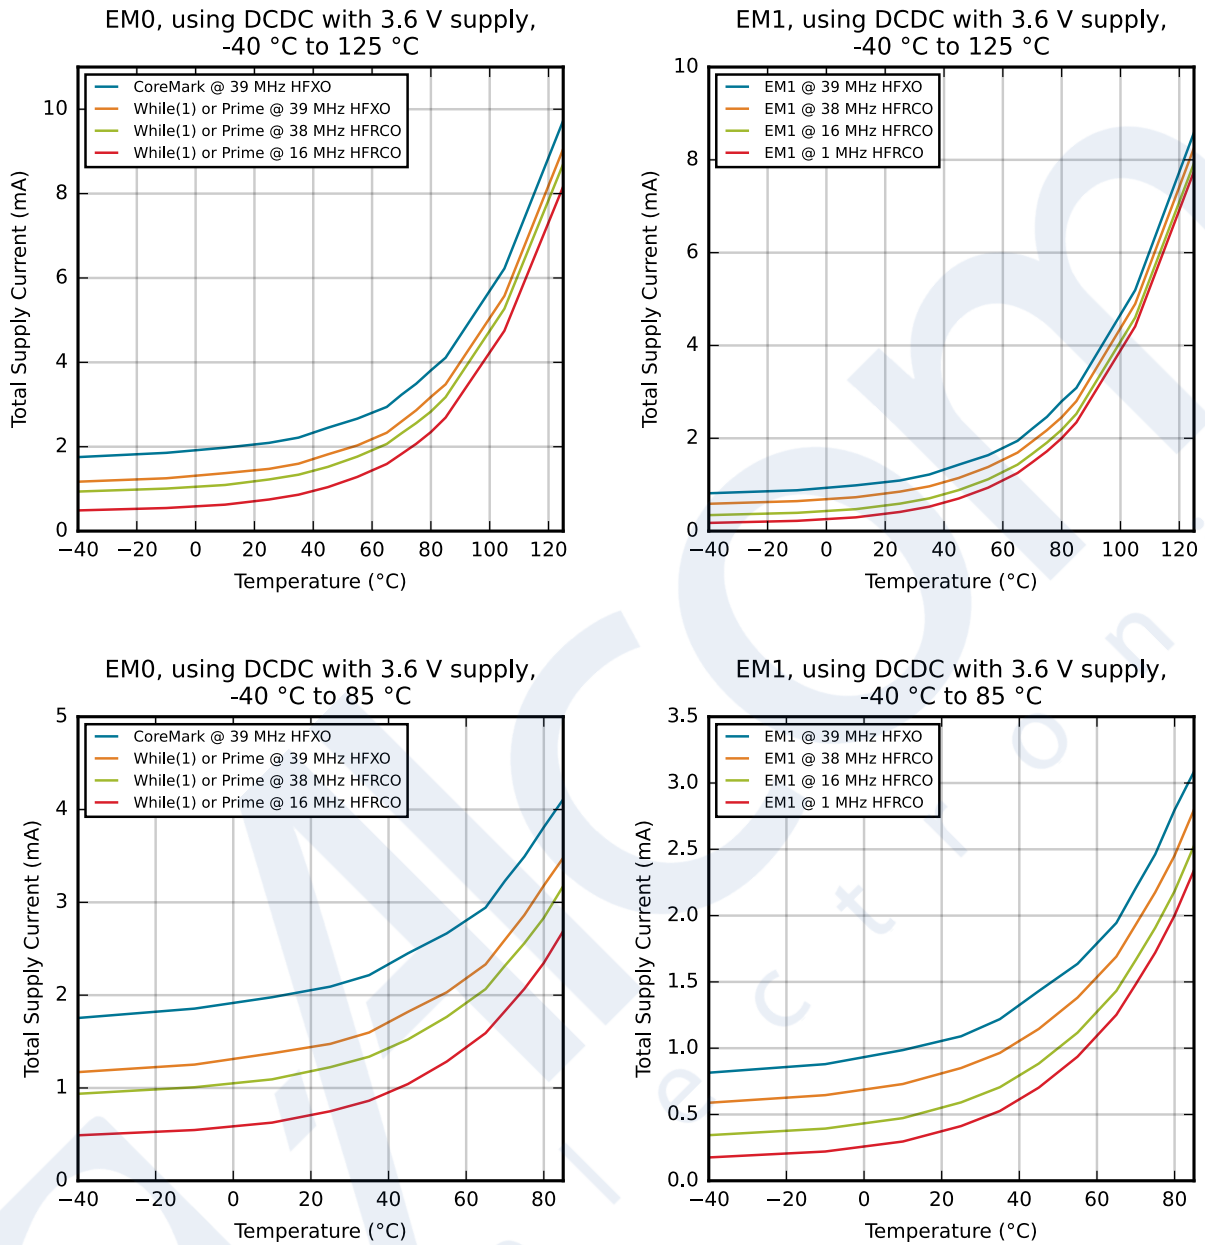 EM0, using DCDC with 3.6 V supply,
-40 °C to 125 °C
Total Supply Current (mA)
10
8
6
4
2
0
CoreMark @ 39 MHz HFXO
While(1) or Prime @ 39 MHz HFXO
While(1) or Prime @ 38 MHz HFRCO
While(1) or Prime @ 16 MHz HFRCO
−40 −20 0 20 40 60 80 100 120
Temperature (°C)
EM1, using DCDC with 3.6 V supply,
-40 °C to 125 °C
Total Supply Current (mA)
10
8
6
4
2
0
EM1 @ 39 MHz HFXO
EM1 @ 38 MHz HFRCO
EM1 @ 16 MHz HFRCO
EM1 @ 1 MHz HFRCO
−40 −20 0 20 40 60 80 100 120
Temperature (°C)
EM0, using DCDC with 3.6 V supply,
-40 °C to 85 °C
Total Supply Current (mA)
5
4
3
2
1
0
CoreMark @ 39 MHz HFXO
While(1) or Prime @ 39 MHz HFXO
While(1) or Prime @ 38 MHz HFRCO
While(1) or Prime @ 16 MHz HFRCO
−40 −20 0 20 40 60 80
Temperature (°C)
EM1, using DCDC with 3.6 V supply,
-40 °C to 85 °C
Total Supply Current (mA)
3.5
3.0
2.5
2.0
1.5
1.0
0.5
0.0
EM1 @ 39 MHz HFXO
EM1 @ 38 MHz HFRCO
EM1 @ 16 MHz HFRCO
EM1 @ 1 MHz HFRCO
−40 −20 0 20 40 60 80
Temperature (°C)